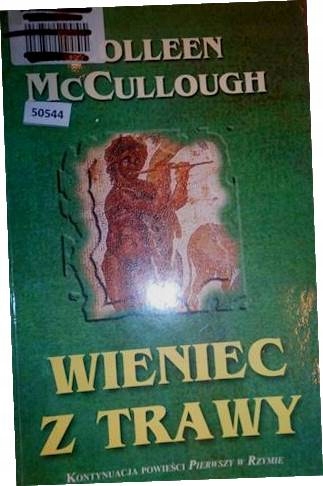 OLLEEN
McCULLOUGH
50544
WIENIEC
Z TRAWY
KONTYNUACJA POWIEŚCI PIERWSZY W RZYMIE